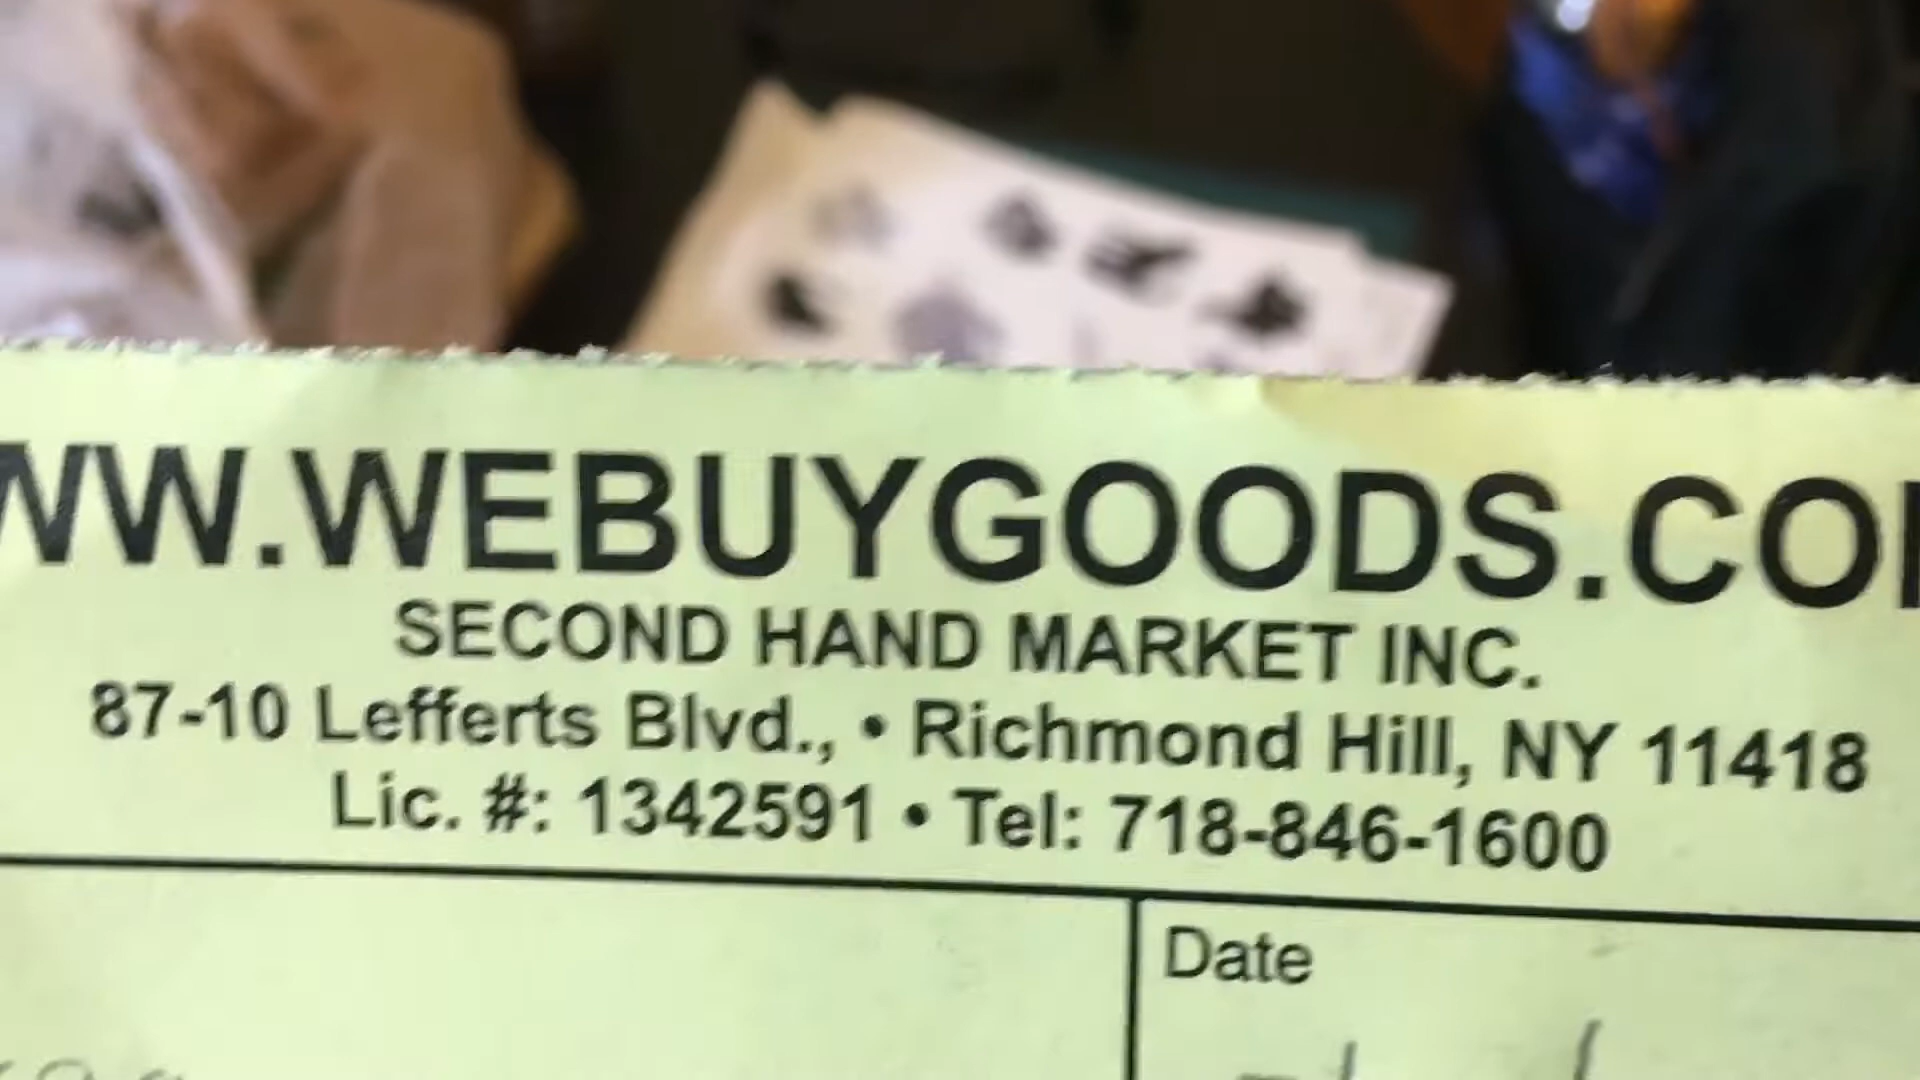 WW.WEBUYGOODS.CO
SECOND HAND MARKET INC.
87-10 Lefferts Blvd., • Richmond Hill, NY 11418
Lic. #: 1342591 • Tel: 718-846-1600
Date